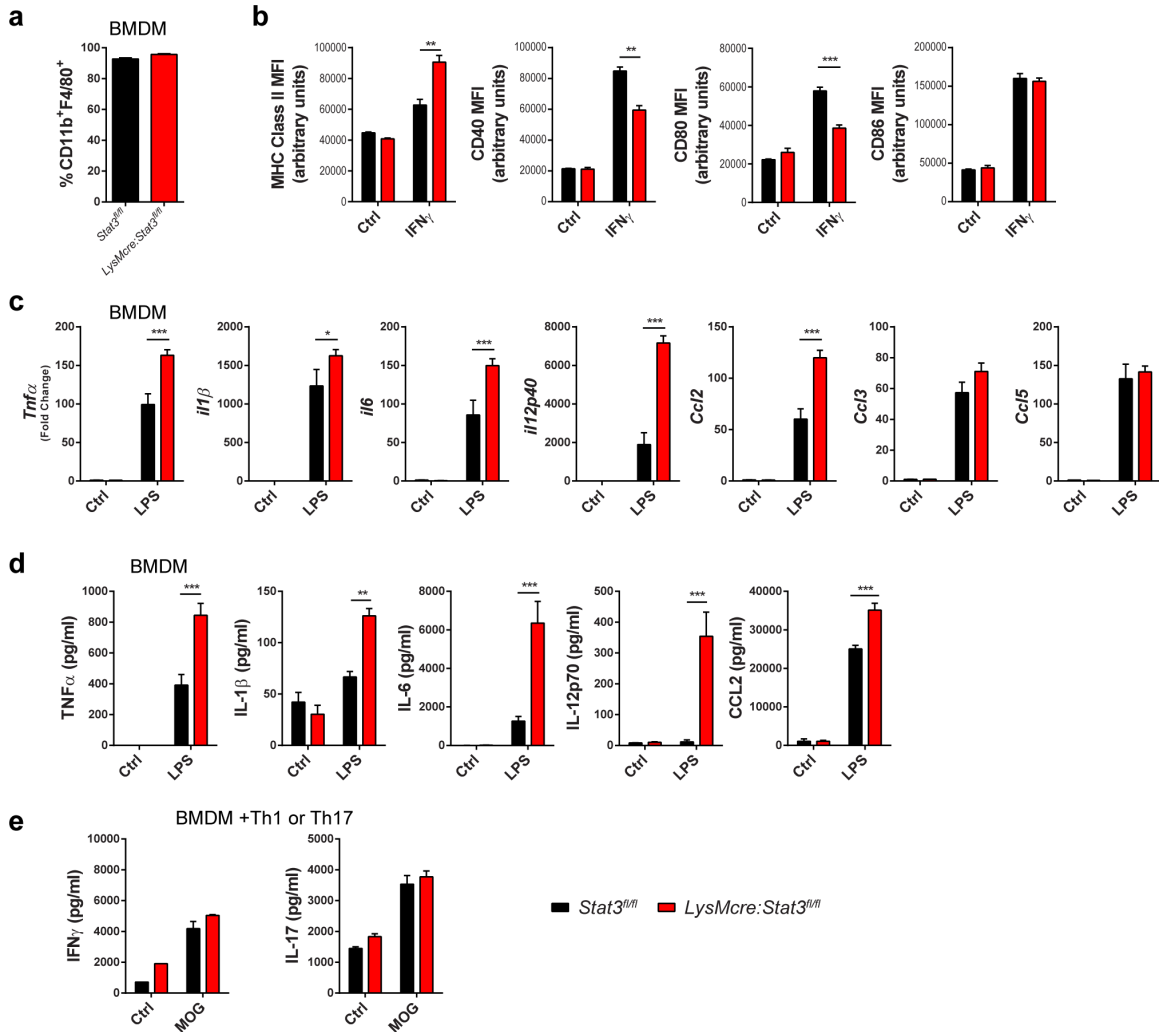 a
BMDM
% CD11b⁺F4/80⁺
100
80
60
40
20
0
Stat3fl/fl
LysMcre:Stat3fl/fl
b
MHC Class II MFI
(arbitrary units)
100000
80000
60000
40000
20000
0
**
Ctrl
IFNγ
CD40 MFI
(arbitrary units)
100000
80000
60000
40000
20000
0
**
Ctrl
IFNγ
CD80 MFI
(arbitrary units)
80000
60000
40000
20000
0
***
Ctrl
IFNγ
CD86 MFI
(arbitrary units)
200000
150000
100000
50000
0
Ctrl
IFNγ
c
BMDM
Tnfα
(Fold Change)
200
150
100
50
0
***
Ctrl
LPS
il1β
2000
1500
1000
500
0
*
Ctrl
LPS
il6
200
150
100
50
0
***
Ctrl
LPS
il12p40
8000
6000
4000
2000
0
***
Ctrl
LPS
Ccl2
150
100
50
0
***
Ctrl
LPS
Ccl3
100
80
60
40
20
0
Ctrl
LPS
Ccl5
200
150
100
50
0
Ctrl
LPS
d
BMDM
TNFα (pg/ml)
1000
800
600
400
200
0
***
Ctrl
LPS
IL-1β (pg/ml)
150
100
50
0
**
Ctrl
LPS
IL-6 (pg/ml)
8000
6000
4000
2000
0
***
Ctrl
LPS
IL-12p70 (pg/ml)
500
400
300
200
100
0
***
Ctrl
LPS
CCL2 (pg/ml)
40000
30000
20000
10000
0
***
Ctrl
LPS
e
BMDM +Th1 or Th17
IFNγ (pg/ml)
10000
8000
6000
4000
2000
0
Ctrl
MOG
IL-17 (pg/ml)
5000
4000
3000
2000
1000
0
Ctrl
MOG
Stat3fl/fl
LysMcre:Stat3fl/fl